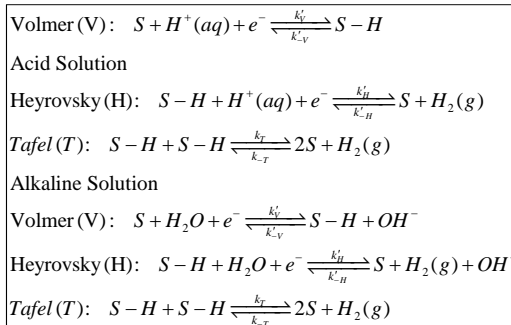 Volmer (V): S + H⁺(aq) + e⁻ ⇌ S − H (k′_V / k′_−V)
Acid Solution
Heyrovsky (H): S − H + H⁺(aq) + e⁻ ⇌ S + H₂(g) (k′_H / k′_−H)
Tafel (T): S − H + S − H ⇌ 2S + H₂(g) (k_T / k_−T)
Alkaline Solution
Volmer (V): S + H₂O + e⁻ ⇌ S − H + OH⁻ (k′_V / k′_−V)
Heyrovsky (H): S − H + H₂O + e⁻ ⇌ S + H₂(g) + OH (k′_H / k′_−H)
Tafel (T): S − H + S − H ⇌ 2S + H₂(g) (k_T / k_−T)